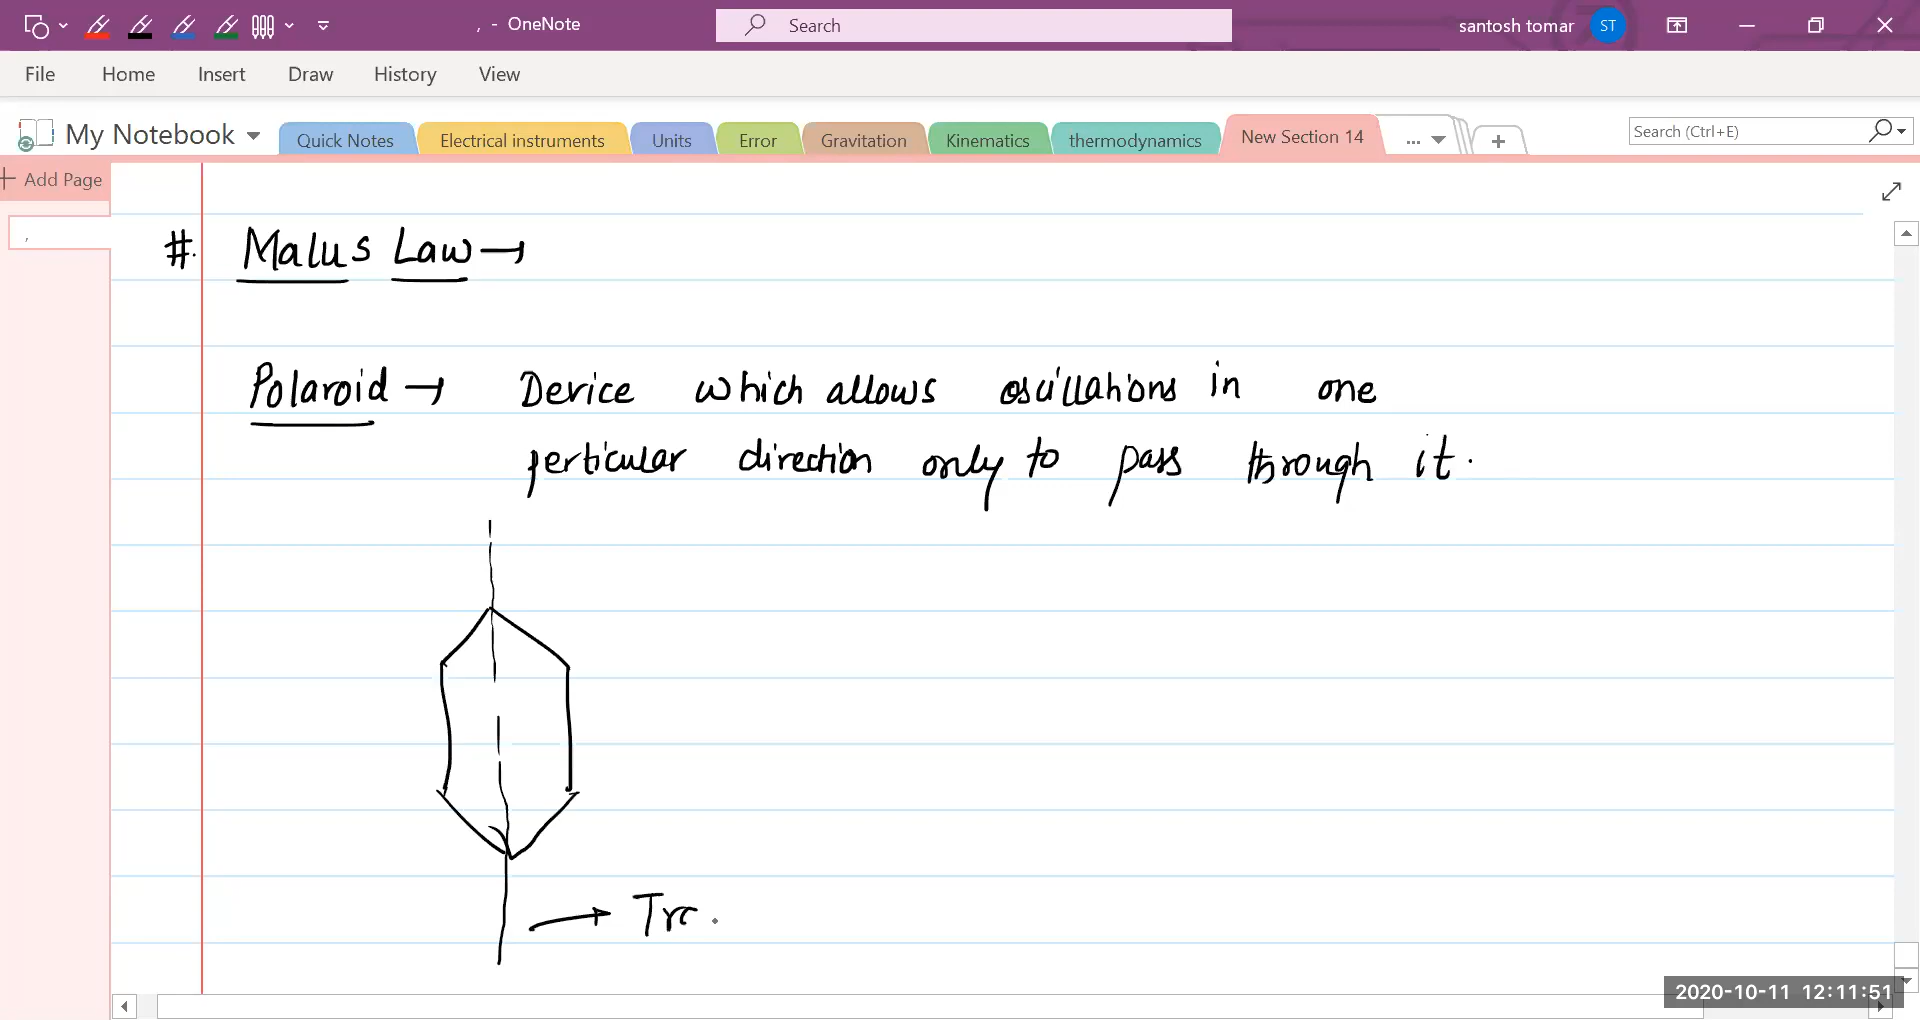 , - OneNote
Search
santosh tomar ST
File Home Insert Draw History View
My Notebook Quick Notes Electrical instruments Units Error Gravitation Kinematics thermodynamics New Section 14 ... +
Search (Ctrl+E)
+ Add Page
,
#. Malus Law →
Polaroid → Device which allows oscillations in one
perticular direction only to pass through it.
→ Tra
2020-10-11 12:11:51